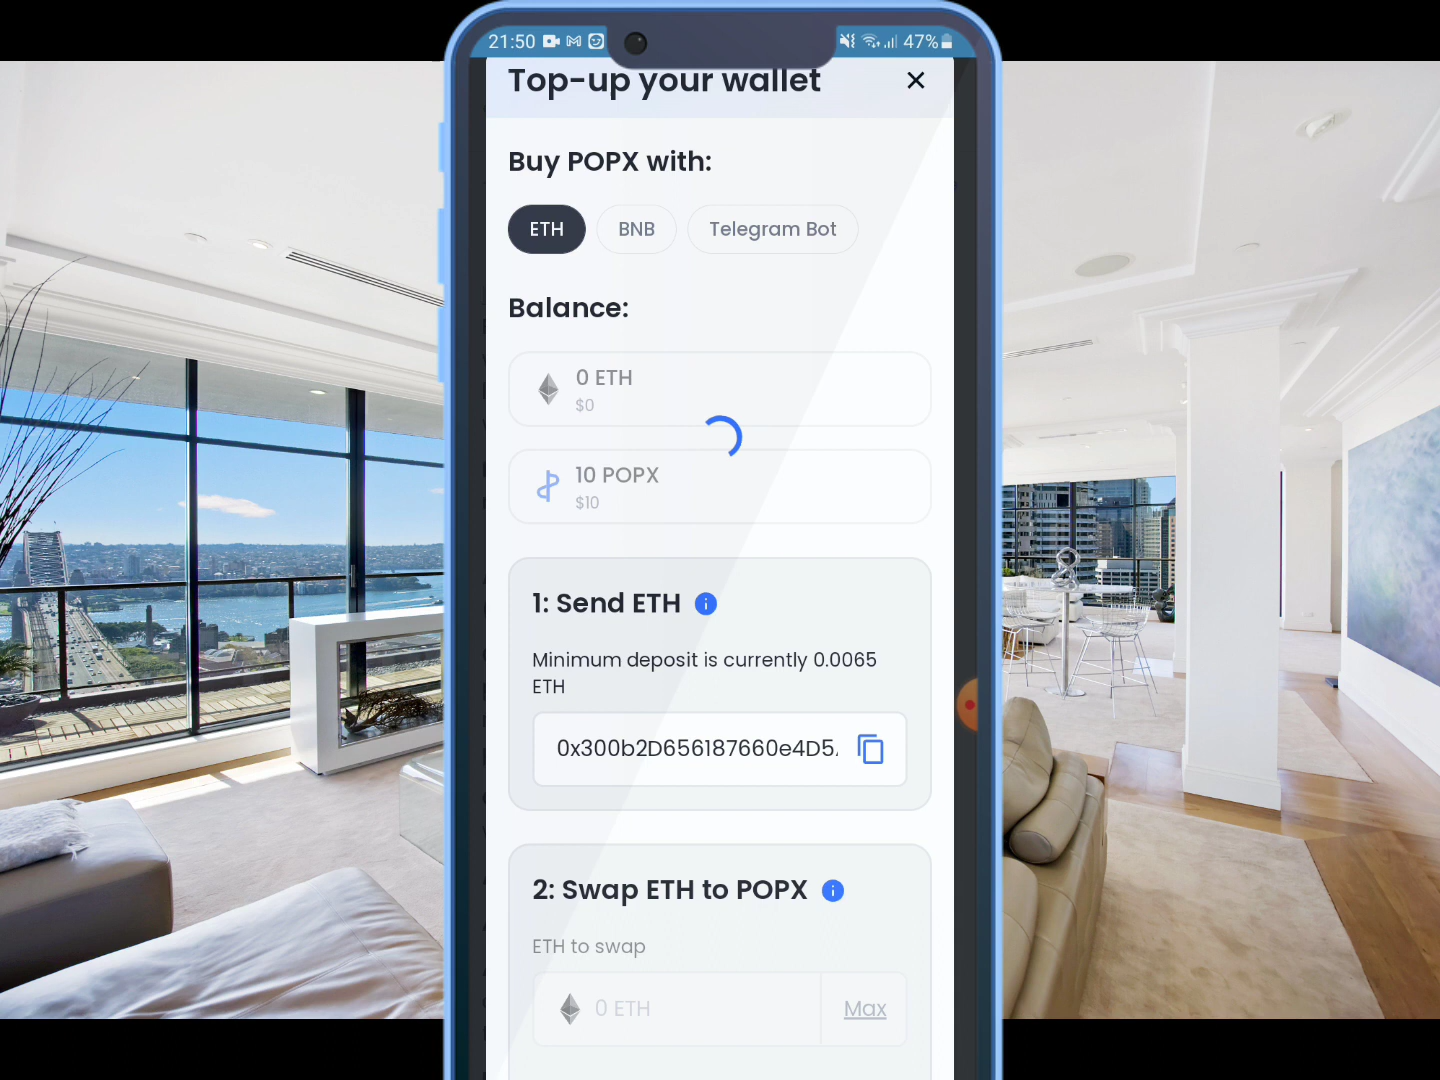 21:50
47%
Top-up your wallet
Buy POPX with:
ETH BNB Telegram Bot
Balance:
0 ETH
$0
10 POPX
$10
1: Send ETH
Minimum deposit is currently 0.0065
ETH
0x300b2D656187660e4D5.
2: Swap ETH to POPX
ETH to swap
0 ETH Max